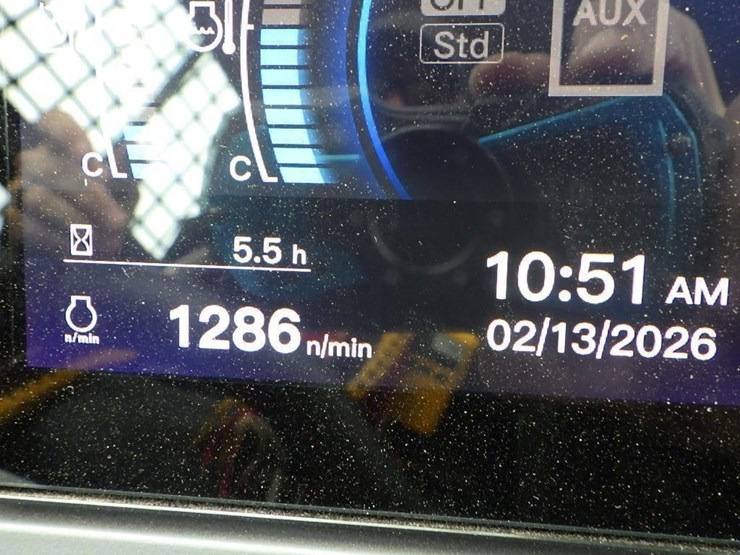 AUX
Std
C
C
5.5 h
10:51 AM
n/min
1286 n/min
02/13/2026